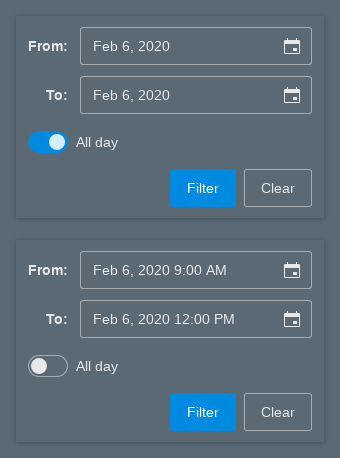 From: Feb 6, 2020
To: Feb 6, 2020
All day
Filter Clear
From: Feb 6, 2020 9:00 AM
To: Feb 6, 2020 12:00 PM
All day
Filter Clear